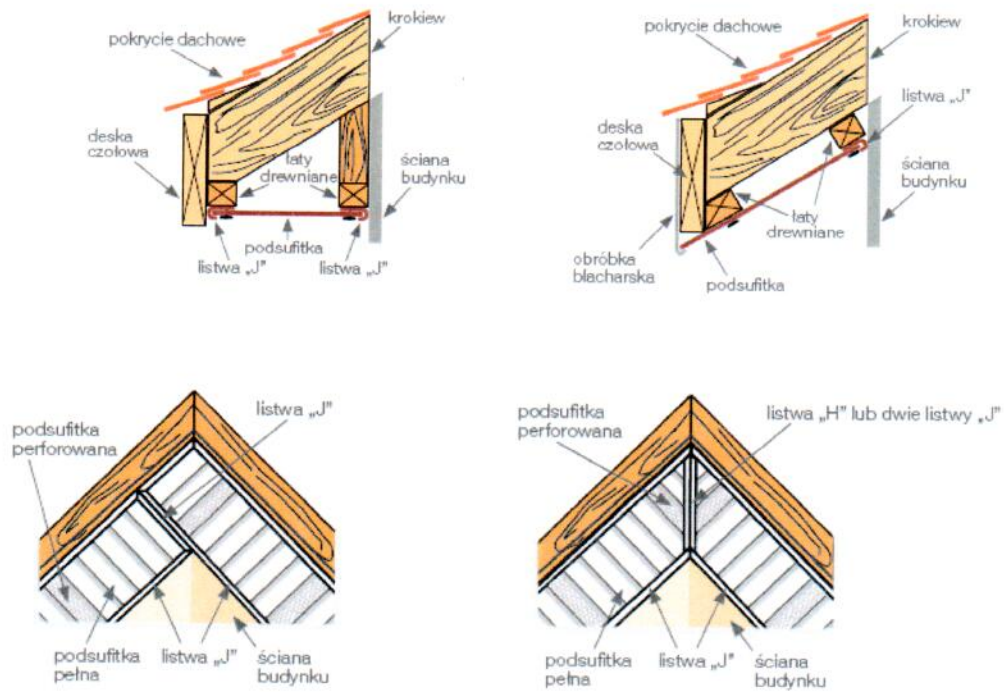 pokrycie dachowe
krokiew
deska
czołowa
łaty
drewniane
ściana
budynku
podsufitka
listwa „J”
listwa „J”
pokrycie dachowe
krokiew
listwa „J”
deska
czołowa
ściana
budynku
łaty
drewniane
obróbka
blacharska
podsufitka
listwa „J”
podsufitka
perforowana
podsufitka
pełna
listwa „J”
ściana
budynku
listwa „H” lub dwie listwy „J”
podsufitka
perforowana
podsufitka
pełna
listwa „J”
ściana
budynku